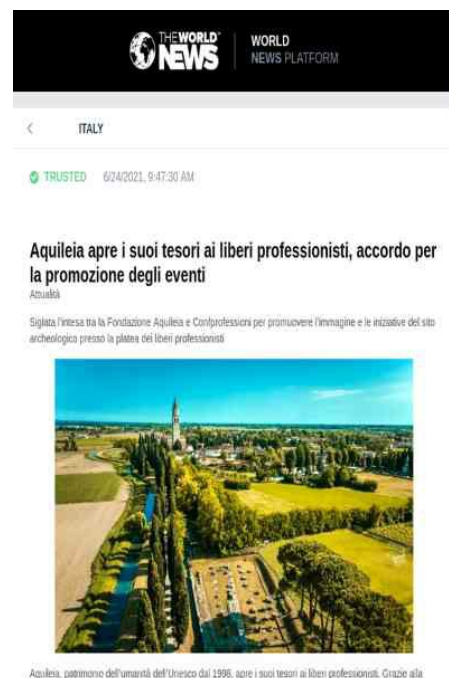 THE WORLD
NEWS
WORLD
NEWS PLATFORM
ITALY
TRUSTED 6/24/2021, 9:47:30 AM
Aquileia apre i suoi tesori ai liberi professionisti, accordo per
la promozione degli eventi
Attualità
Siglata l'intesa tra la Fondazione Aquileia e Confprofessioni per promuovere l'immagine e le iniziative del sito
archeologico presso la platea dei liberi professionisti
Aquileia, patrimonio dell'umanità dell'Unesco dal 1998, apre i suoi tesori ai liberi professionisti. Grazie alla